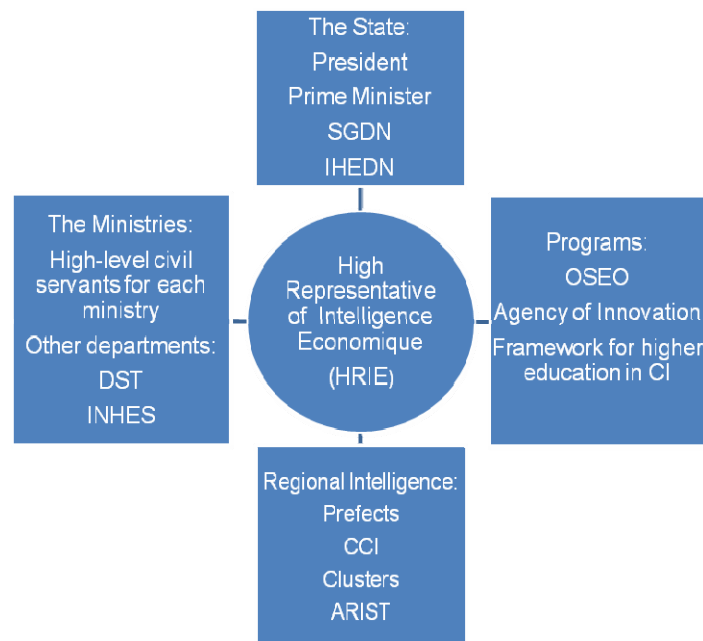 The State:
President
Prime Minister
SGDN
IHEDN
The Ministries:
High-level civil
servants for each
ministry
Other departments:
DST
INHES
High
Representative
of Intelligence
Economique
(HRIE)
Programs:
OSEO
Agency of Innovation
Framework for higher
education in CI
Regional Intelligence:
Prefects
CCI
Clusters
ARIST